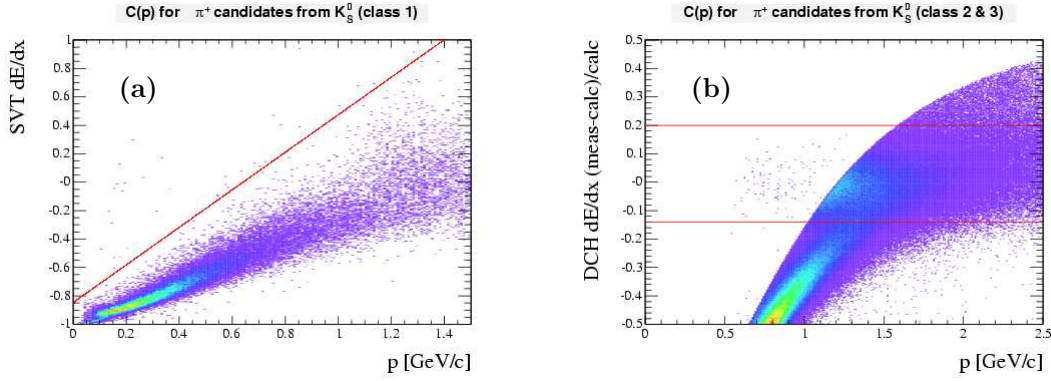 C(p) for π⁺ candidates from K⁰_S (class 1)
SVT dE/dx
(a)
1
0.8
0.6
0.4
0.2
-0
-0.2
-0.4
-0.6
-0.8
-1
0 0.2 0.4 0.6 0.8 1 1.2 1.4
p [GeV/c]
C(p) for π⁺ candidates from K⁰_S (class 2 & 3)
DCH dE/dx (meas-calc)/calc
(b)
0.5
0.4
0.3
0.2
0.1
-0
-0.1
-0.2
-0.3
-0.4
-0.5
0 0.5 1 1.5 2 2.5
p [GeV/c]